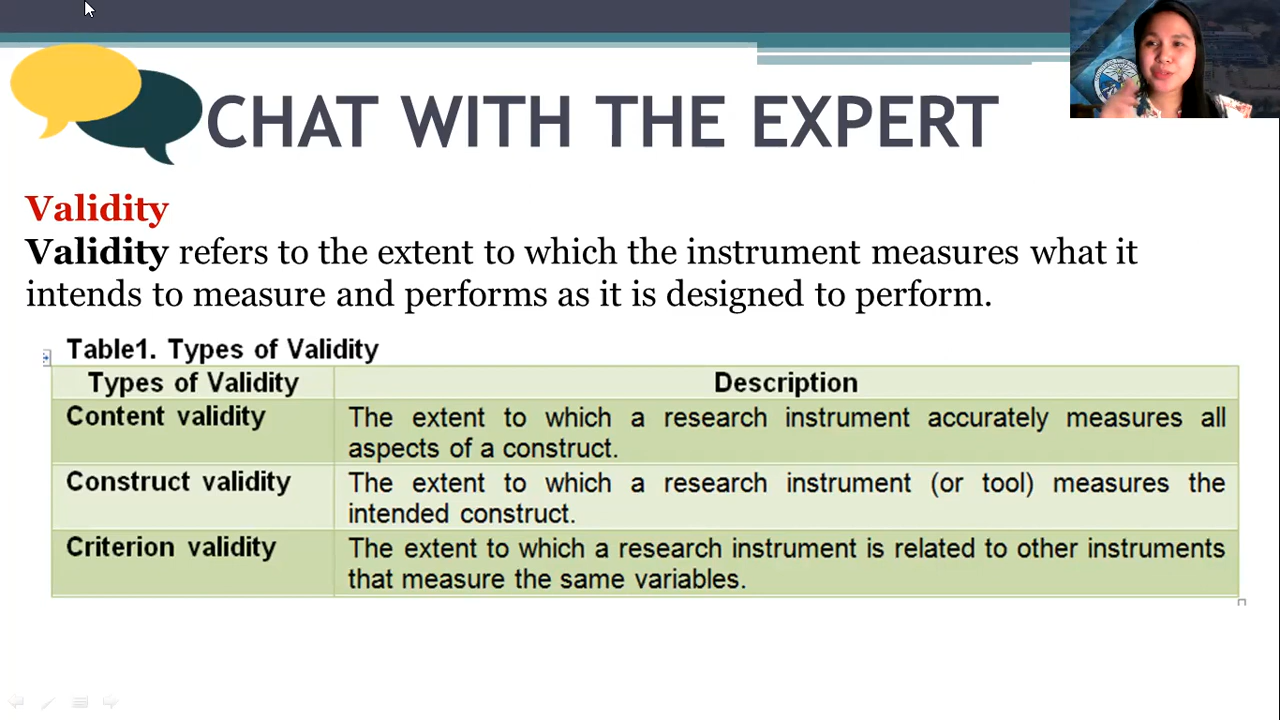 CHAT WITH THE EXPERT
Validity
Validity refers to the extent to which the instrument measures what it
intends to measure and performs as it is designed to perform.
Table1. Types of Validity
Types of Validity Description
Content validity The extent to which a research instrument accurately measures all
aspects of a construct.
Construct validity The extent to which a research instrument (or tool) measures the
intended construct.
Criterion validity The extent to which a research instrument is related to other instruments
that measure the same variables.